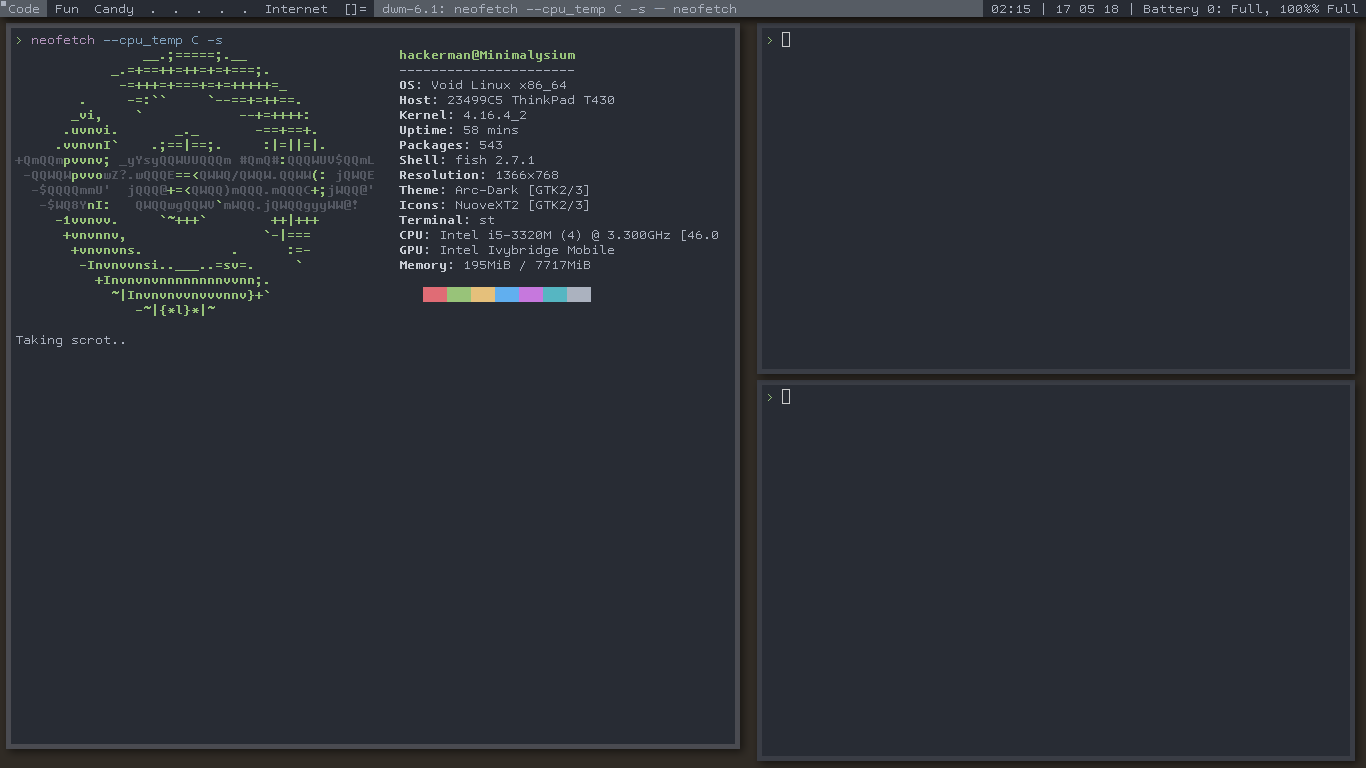 Code Fun Candy . . . . . Internet []= dwm-6.1: neofetch --cpu_temp C -s — neofetch 02:15 | 17 05 18 | Battery 0: Full, 100%% Full
> neofetch --cpu_temp C -s
hackerman@Minimalysium
----------------------
OS: Void Linux x86_64
Host: 23499C5 ThinkPad T430
Kernel: 4.16.4_2
Uptime: 58 mins
Packages: 543
Shell: fish 2.7.1
Resolution: 1366x768
Theme: Arc-Dark [GTK2/3]
Icons: NuoveXT2 [GTK2/3]
Terminal: st
CPU: Intel i5-3320M (4) @ 3.300GHz [46.0
GPU: Intel Ivybridge Mobile
Memory: 195MiB / 7717MiB
Taking scrot..
>
>